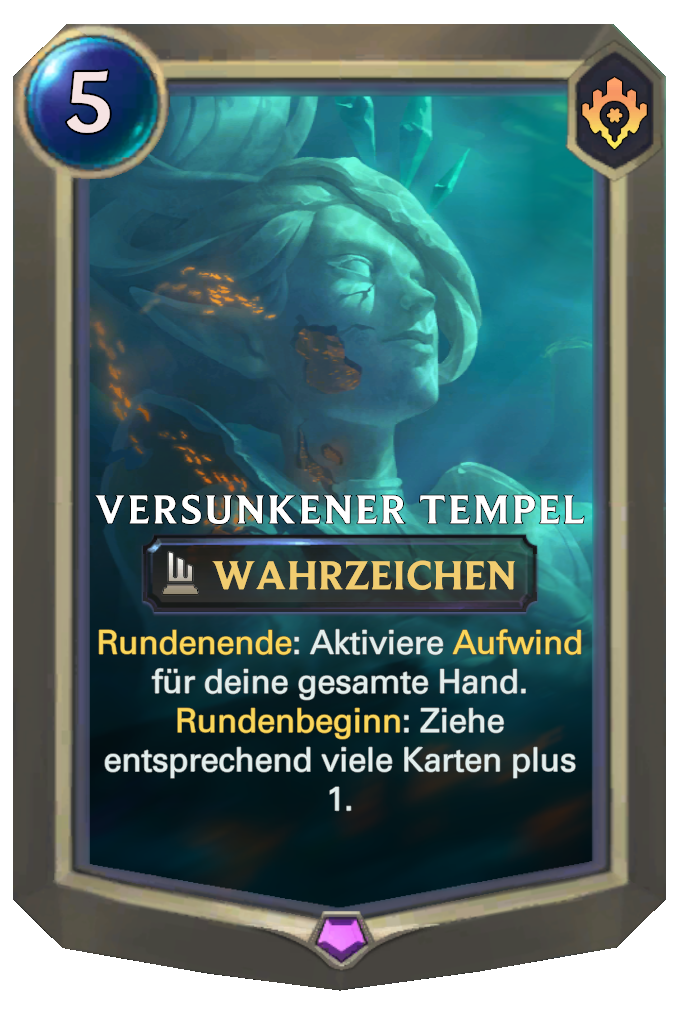 5
VERSUNKENER TEMPEL
WAHRZEICHEN
Rundenende: Aktiviere Aufwind
für deine gesamte Hand.
Rundenbeginn: Ziehe
entsprechend viele Karten plus
1.